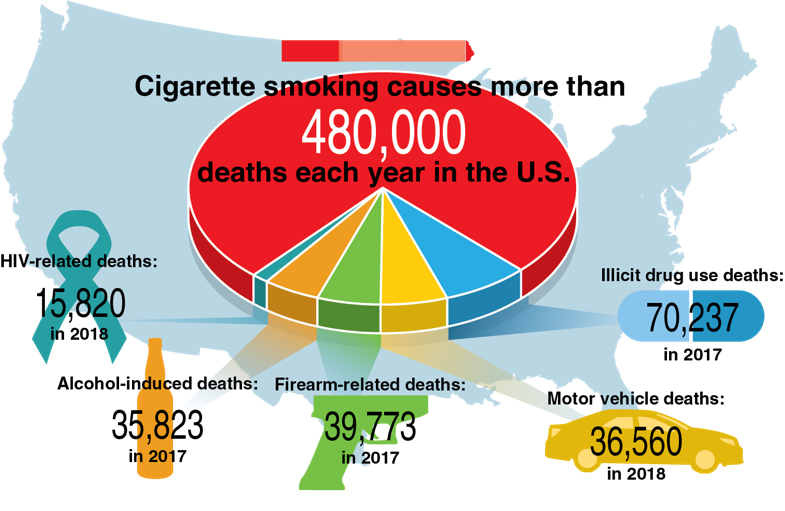 Cigarette smoking causes more than
480,000
deaths each year in the U.S.
HIV-related deaths:
15,820
in 2018
Illicit drug use deaths:
70,237
in 2017
Alcohol-induced deaths:
35,823
in 2017
Firearm-related deaths:
39,773
in 2017
Motor vehicle deaths:
36,560
in 2018